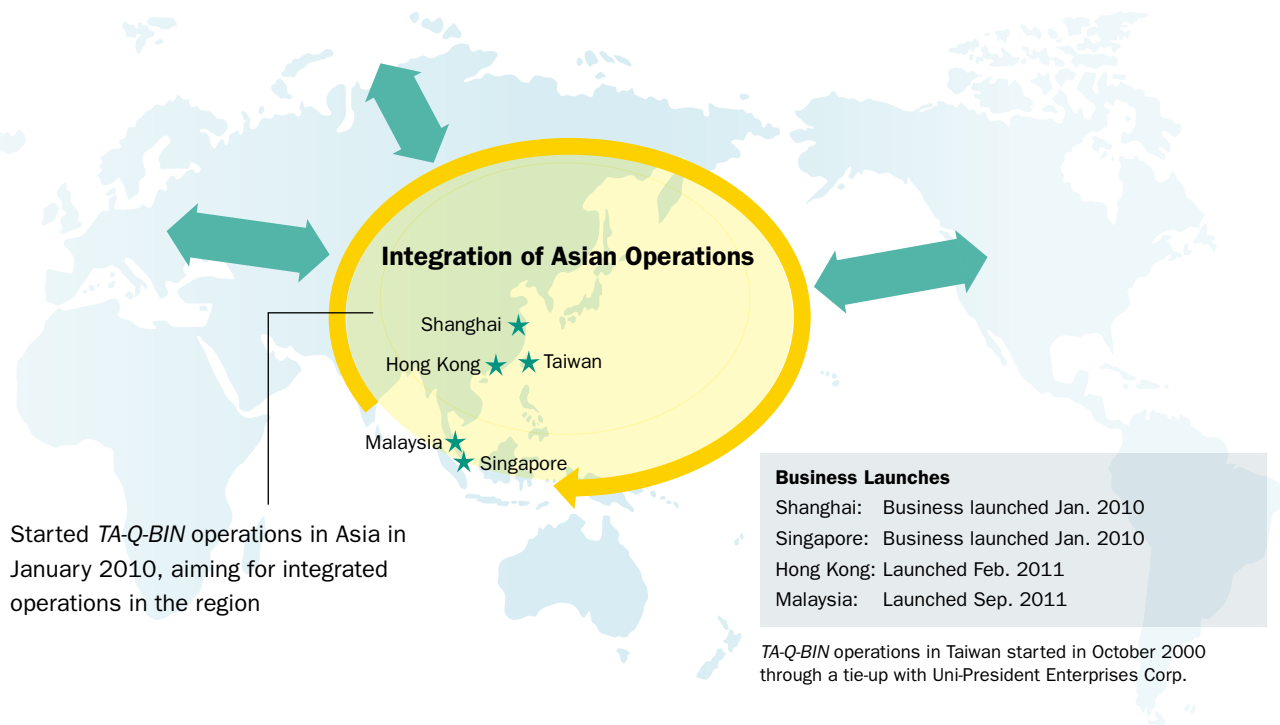 Integration of Asian Operations
Shanghai
Hong Kong
Taiwan
Malaysia
Singapore
Started TA-Q-BIN operations in Asia in
January 2010, aiming for integrated
operations in the region
Business Launches
Shanghai: Business launched Jan. 2010
Singapore: Business launched Jan. 2010
Hong Kong: Launched Feb. 2011
Malaysia: Launched Sep. 2011
TA-Q-BIN operations in Taiwan started in October 2000
through a tie-up with Uni-President Enterprises Corp.